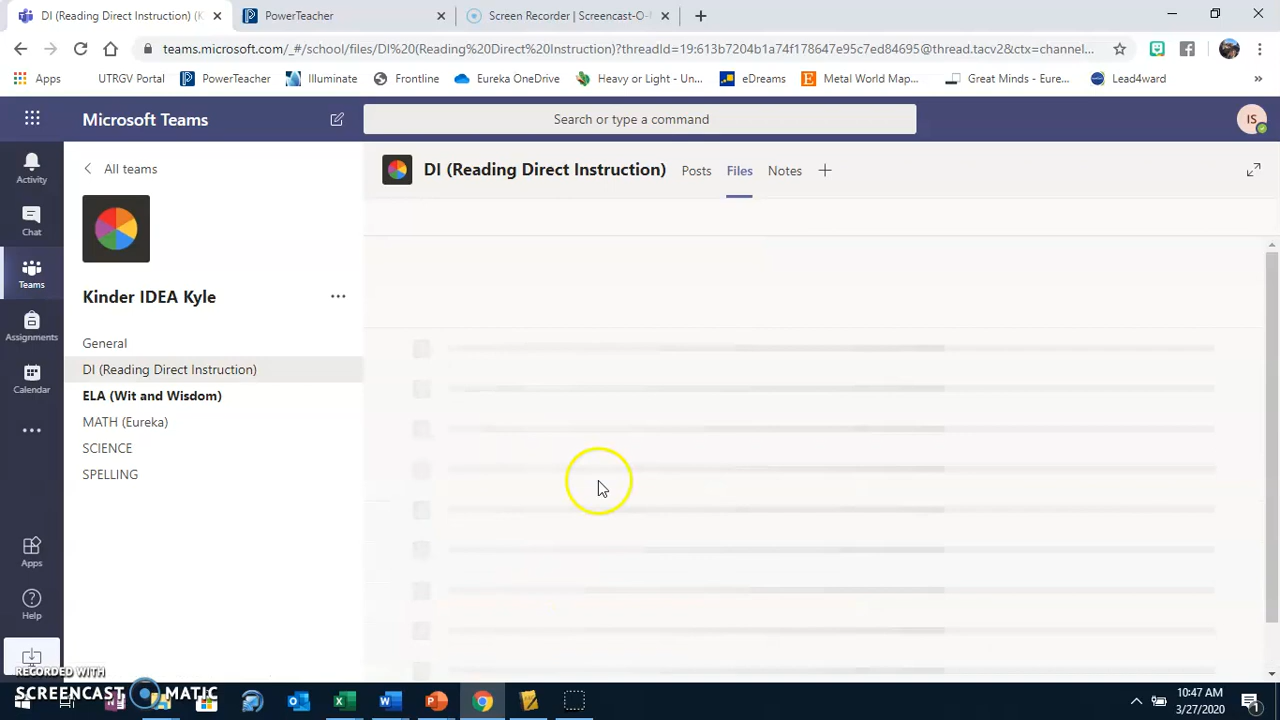 DI (Reading Direct Instruction) (K
PowerTeacher
Screen Recorder | Screencast-O-
teams.microsoft.com/_#/school/files/DI%20(Reading%20Direct%20Instruction)?threadId=19:613b7204b1a74f178647e95c7ed84695@thread.tacv2&ctx=channel...
Apps
UTRGV Portal
PowerTeacher
Illuminate
Frontline
Eureka OneDrive
Heavy or Light - Un...
eDreams
Metal World Map...
Great Minds - Eure...
Lead4ward
»
Microsoft Teams
Search or type a command
IS
Activity
Chat
Teams
Assignments
Calendar
Apps
Help
All teams
Kinder IDEA Kyle
General
DI (Reading Direct Instruction)
ELA (Wit and Wisdom)
MATH (Eureka)
SCIENCE
SPELLING
DI (Reading Direct Instruction)
Posts
Files
Notes
RECORDED WITH
SCREENCAST MATIC
10:47 AM
3/27/2020
1